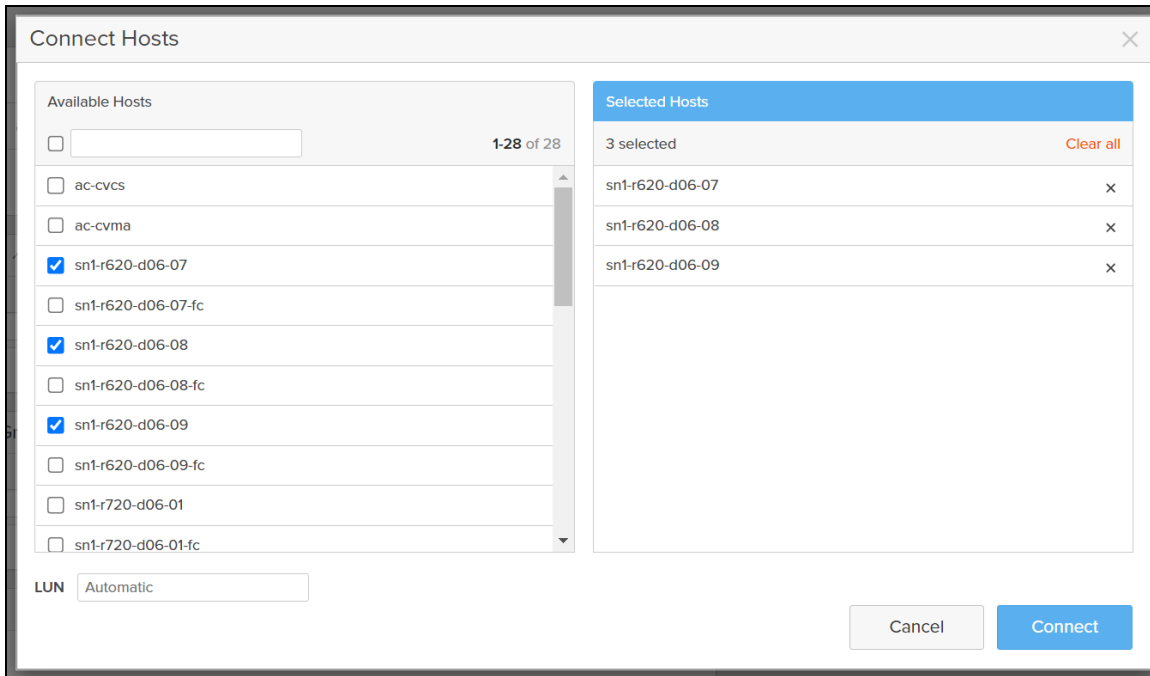 Connect Hosts
Available Hosts
1-28 of 28
ac-cvcs
ac-cvma
sn1-r620-d06-07
sn1-r620-d06-07-fc
sn1-r620-d06-08
sn1-r620-d06-08-fc
sn1-r620-d06-09
sn1-r620-d06-09-fc
sn1-r720-d06-01
sn1-r720-d06-01-fc
Selected Hosts
3 selected Clear all
sn1-r620-d06-07
sn1-r620-d06-08
sn1-r620-d06-09
LUN Automatic
Cancel Connect